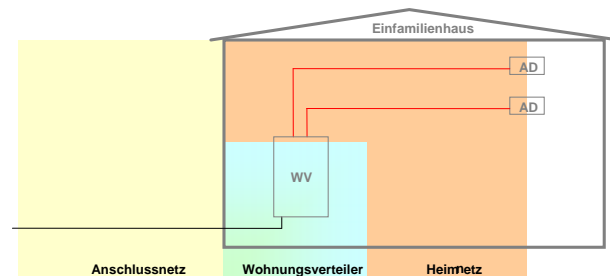 Einfamilienhaus
AD
AD
WV
Anschlussnetz Wohnungsverteiler Heimnetz